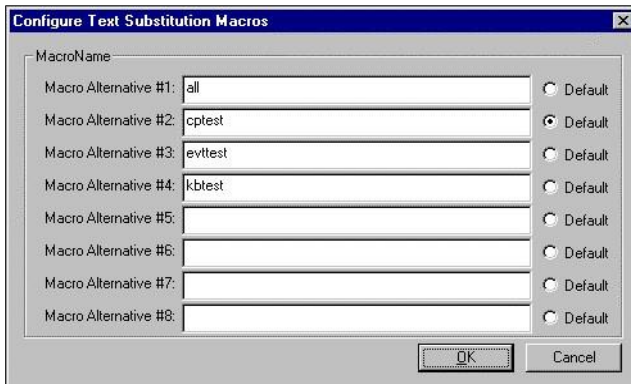 Configure Text Substitution Macros
MacroName
Macro Alternative #1: all Default
Macro Alternative #2: cptest Default
Macro Alternative #3: evttest Default
Macro Alternative #4: kbtest Default
Macro Alternative #5: Default
Macro Alternative #6: Default
Macro Alternative #7: Default
Macro Alternative #8: Default
OK Cancel